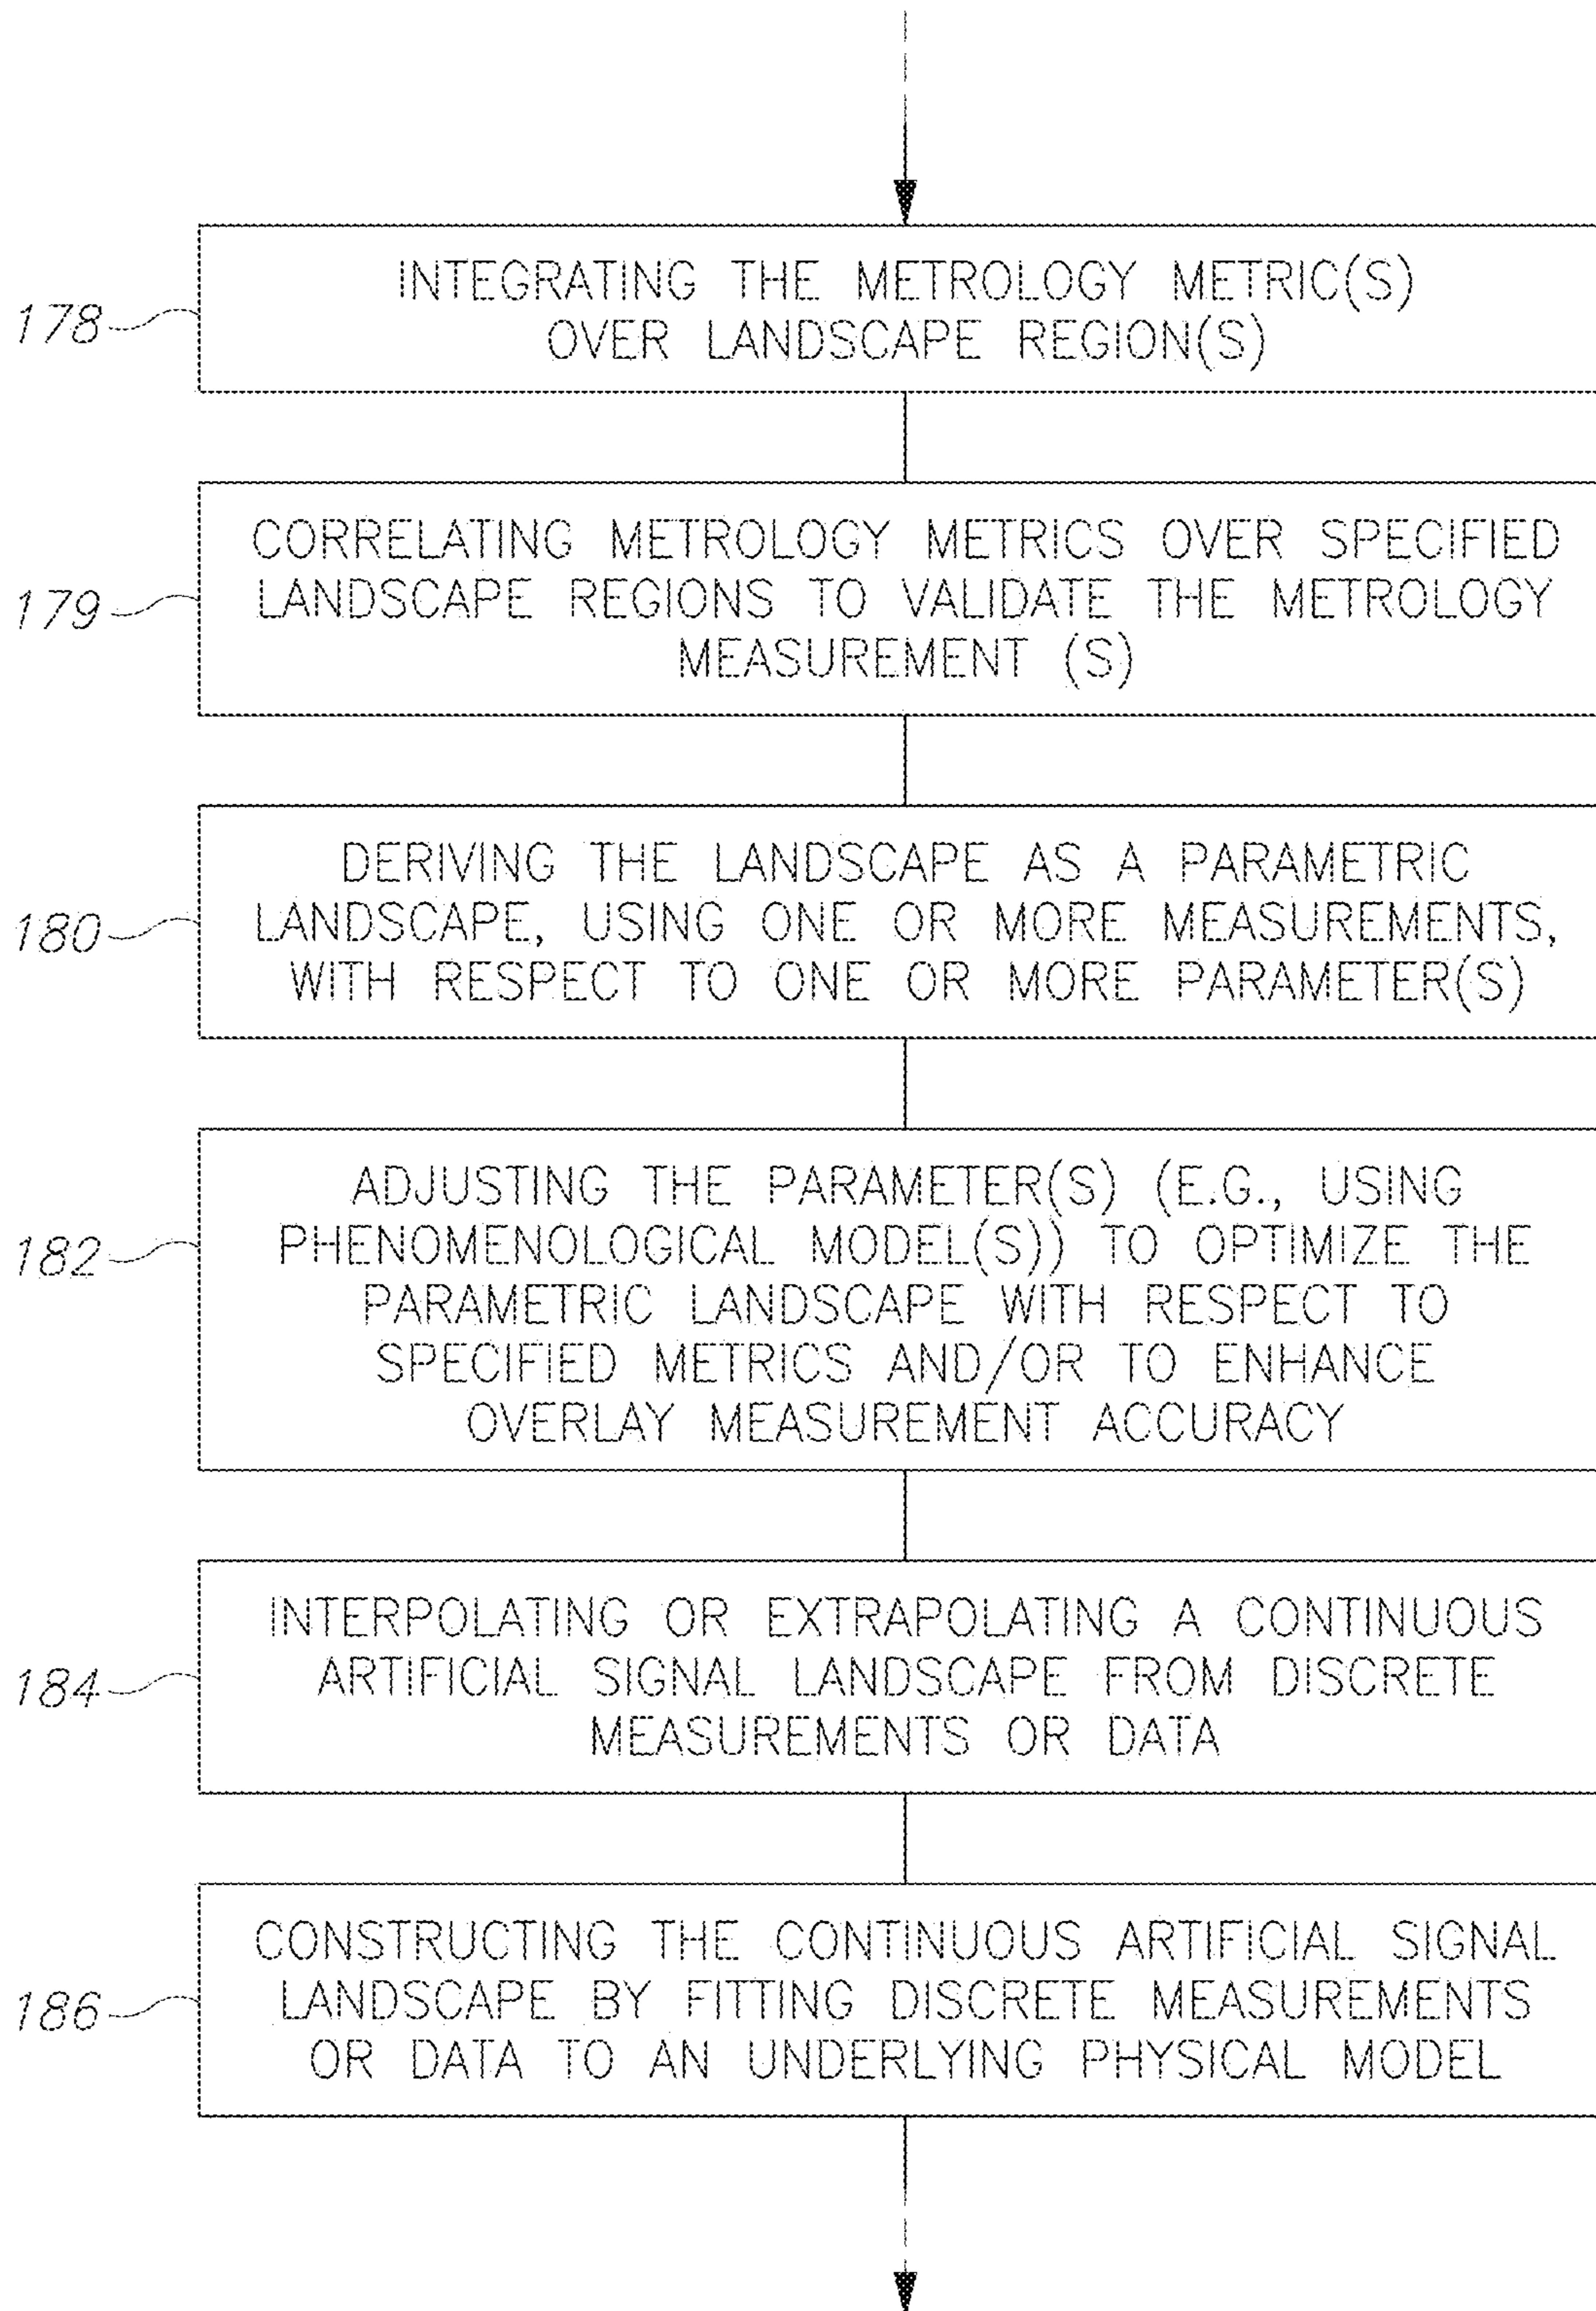 INTEGRATING THE METROLOGY METRIC(S)
OVER LANDSCAPE REGION(S)
178
CORRELATING METROLOGY METRICS OVER SPECIFIED
LANDSCAPE REGIONS TO VALIDATE THE METROLOGY
MEASUREMENT (S)
179
DERIVING THE LANDSCAPE AS A PARAMETRIC
LANDSCAPE, USING ONE OR MORE MEASUREMENTS,
WITH RESPECT TO ONE OR MORE PARAMETER(S)
180
ADJUSTING THE PARAMETER(S) (E.G., USING
PHENOMENOLOGICAL MODEL(S)) TO OPTIMIZE THE
PARAMETRIC LANDSCAPE WITH RESPECT TO
SPECIFIED METRICS AND/OR TO ENHANCE
OVERLAY MEASUREMENT ACCURACY
182
INTERPOLATING OR EXTRAPOLATING A CONTINUOUS
ARTIFICIAL SIGNAL LANDSCAPE FROM DISCRETE
MEASUREMENTS OR DATA
184
CONSTRUCTING THE CONTINUOUS ARTIFICIAL SIGNAL
LANDSCAPE BY FITTING DISCRETE MEASUREMENTS
OR DATA TO AN UNDERLYING PHYSICAL MODEL
186